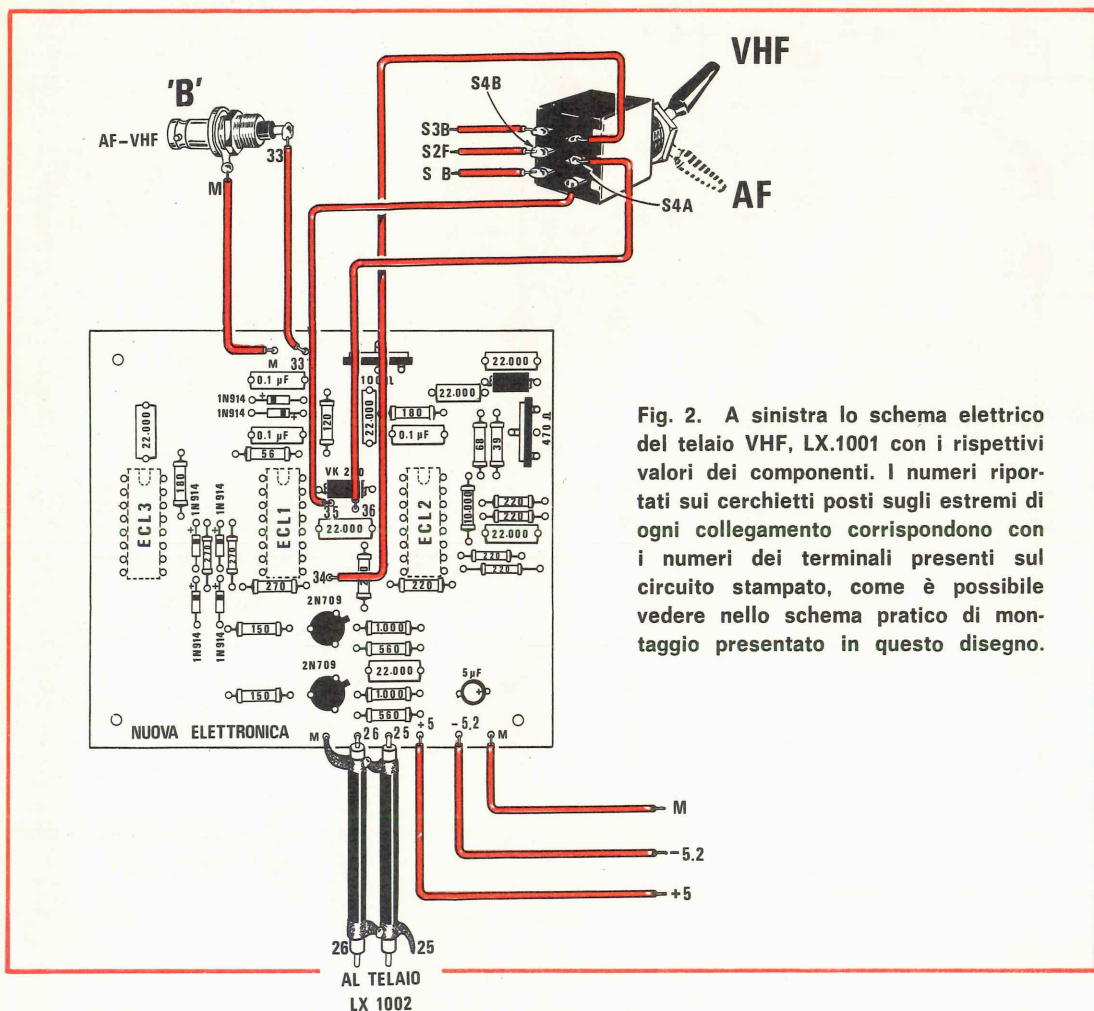 'B'
AF-VHF
33
M
S4B
S3B
S2F
S B
S4A
VHF
AF
M 33
0.1 µF
1N914
1N914
0.1 µF
56
120
22.000
100Ω
22.000
180
0.1 µF
22.000
22.000
470 Ω
68
39
22.000
180
ECL3
1N914
1N914
270
270
ECL1
VK 200
35
36
22.000
ECL2
10.000
220
220
22.000
220
220
34
270
220
1N914
1N914
2N709
150
1.000
560
22.000
2N709
150
1.000
560
5 µF
NUOVA ELETTRONICA
M 26 25 +5 -5.2 M
M
-5.2
+5
26
25
AL TELAIO
LX 1002
Fig. 2. A sinistra lo schema elettrico
del telaio VHF, LX.1001 con i rispettivi
valori dei componenti. I numeri ripor-
tati sui cerchietti posti sugli estremi di
ogni collegamento corrispondono con
i numeri dei terminali presenti sul
circuito stampato, come è possibile
vedere nello schema pratico di mon-
taggio presentato in questo disegno.